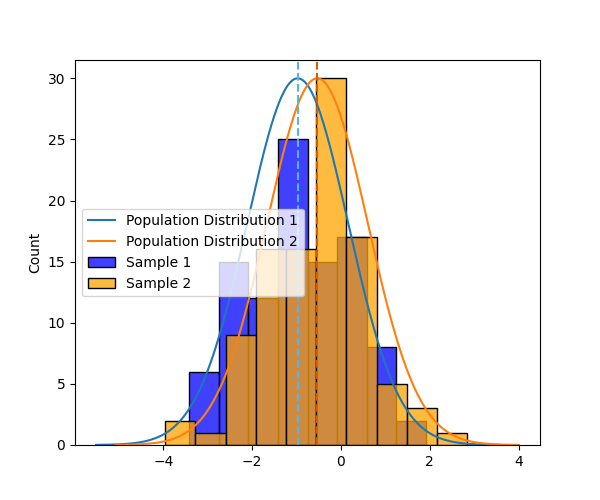 30
25
20
15
10
5
0
Count
Population Distribution 1
Population Distribution 2
Sample 1
Sample 2
−4
−2
0
2
4